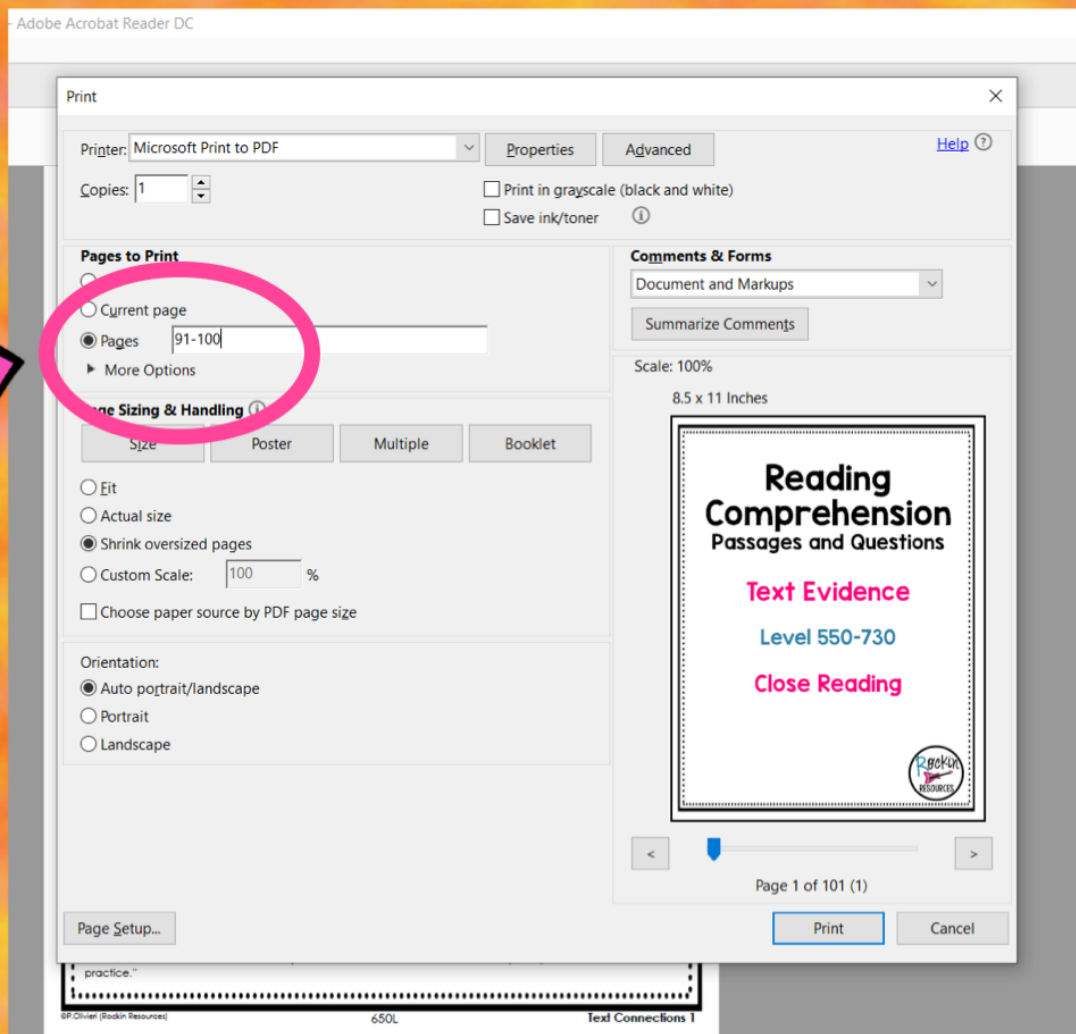 - Adobe Acrobat Reader DC
Print
Printer: Microsoft Print to PDF Properties Advanced Help ?
Copies: 1 Print in grayscale (black and white)
Save ink/toner
Pages to Print
Current page
Pages 91-100
More Options
Sizing & Handling
Size Poster Multiple Booklet
Fit
Actual size
Shrink oversized pages
Custom Scale: 100 %
Choose paper source by PDF page size
Orientation:
Auto portrait/landscape
Portrait
Landscape
Comments & Forms
Document and Markups
Summarize Comments
Scale: 100%
8.5 x 11 Inches
Reading
Comprehension
Passages and Questions
Text Evidence
Level 550-730
Close Reading
Rockin
RESOURCES
< >
Page 1 of 101 (1)
Page Setup... Print Cancel
practice."
©P.Olivieri (Rockin Resources) 650L Text Connections 1